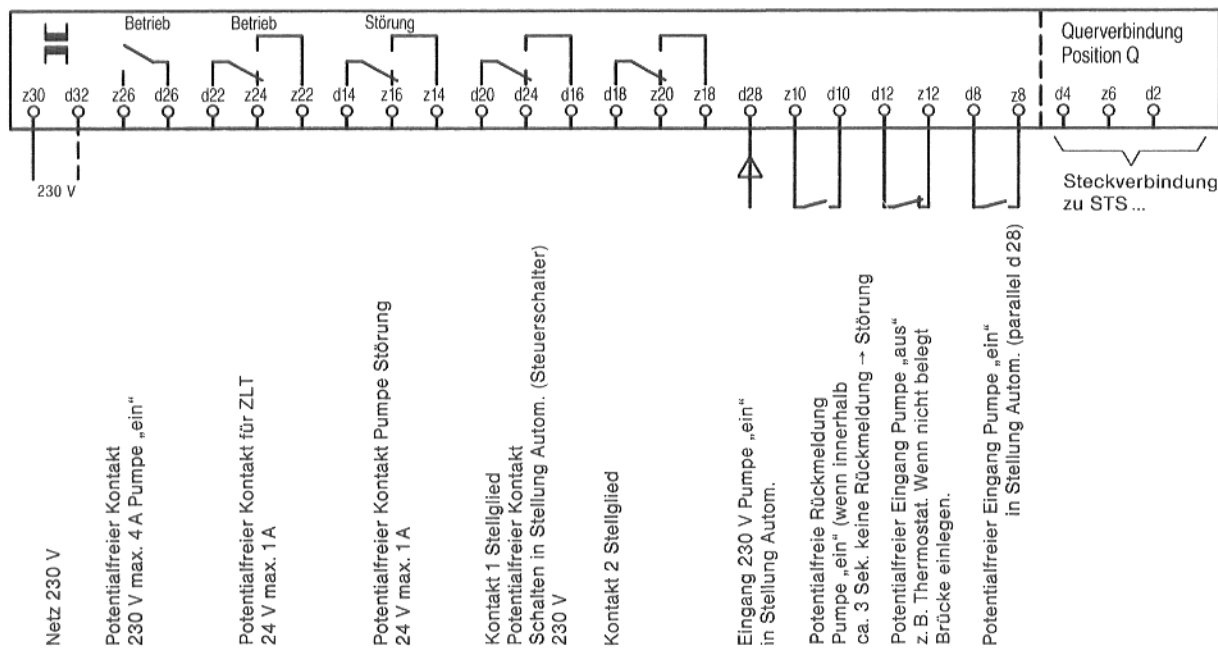 Betrieb
Betrieb
Störung
Querverbindung
Position Q
z30
d32
z26
d26
d22
z24
z22
d14
z16
z14
d20
d24
d16
d18
z20
z18
d28
z10
d10
d12
z12
d8
z8
d4
z6
d2
230 V
Steckverbindung
zu STS ...
Netz 230 V
Potentialfreier Kontakt
230 V max. 4 A Pumpe „ein“
Potentialfreier Kontakt für ZLT
24 V max. 1 A
Potentialfreier Kontakt Pumpe Störung
24 V max. 1 A
Kontakt 1 Stellglied
Potentialfreier Kontakt
Schalten in Stellung Autom. (Steuerschalter)
230 V
Kontakt 2 Stellglied
Eingang 230 V Pumpe „ein“
in Stellung Autom.
Potentialfreie Rückmeldung
Pumpe „ein“ (wenn innerhalb
ca. 3 Sek. keine Rückmeldung → Störung
Potentialfreier Eingang Pumpe „aus“
z. B. Thermostat. Wenn nicht belegt
Brücke einlegen.
Potentialfreier Eingang Pumpe „ein“
in Stellung Autom. (parallel d 28)